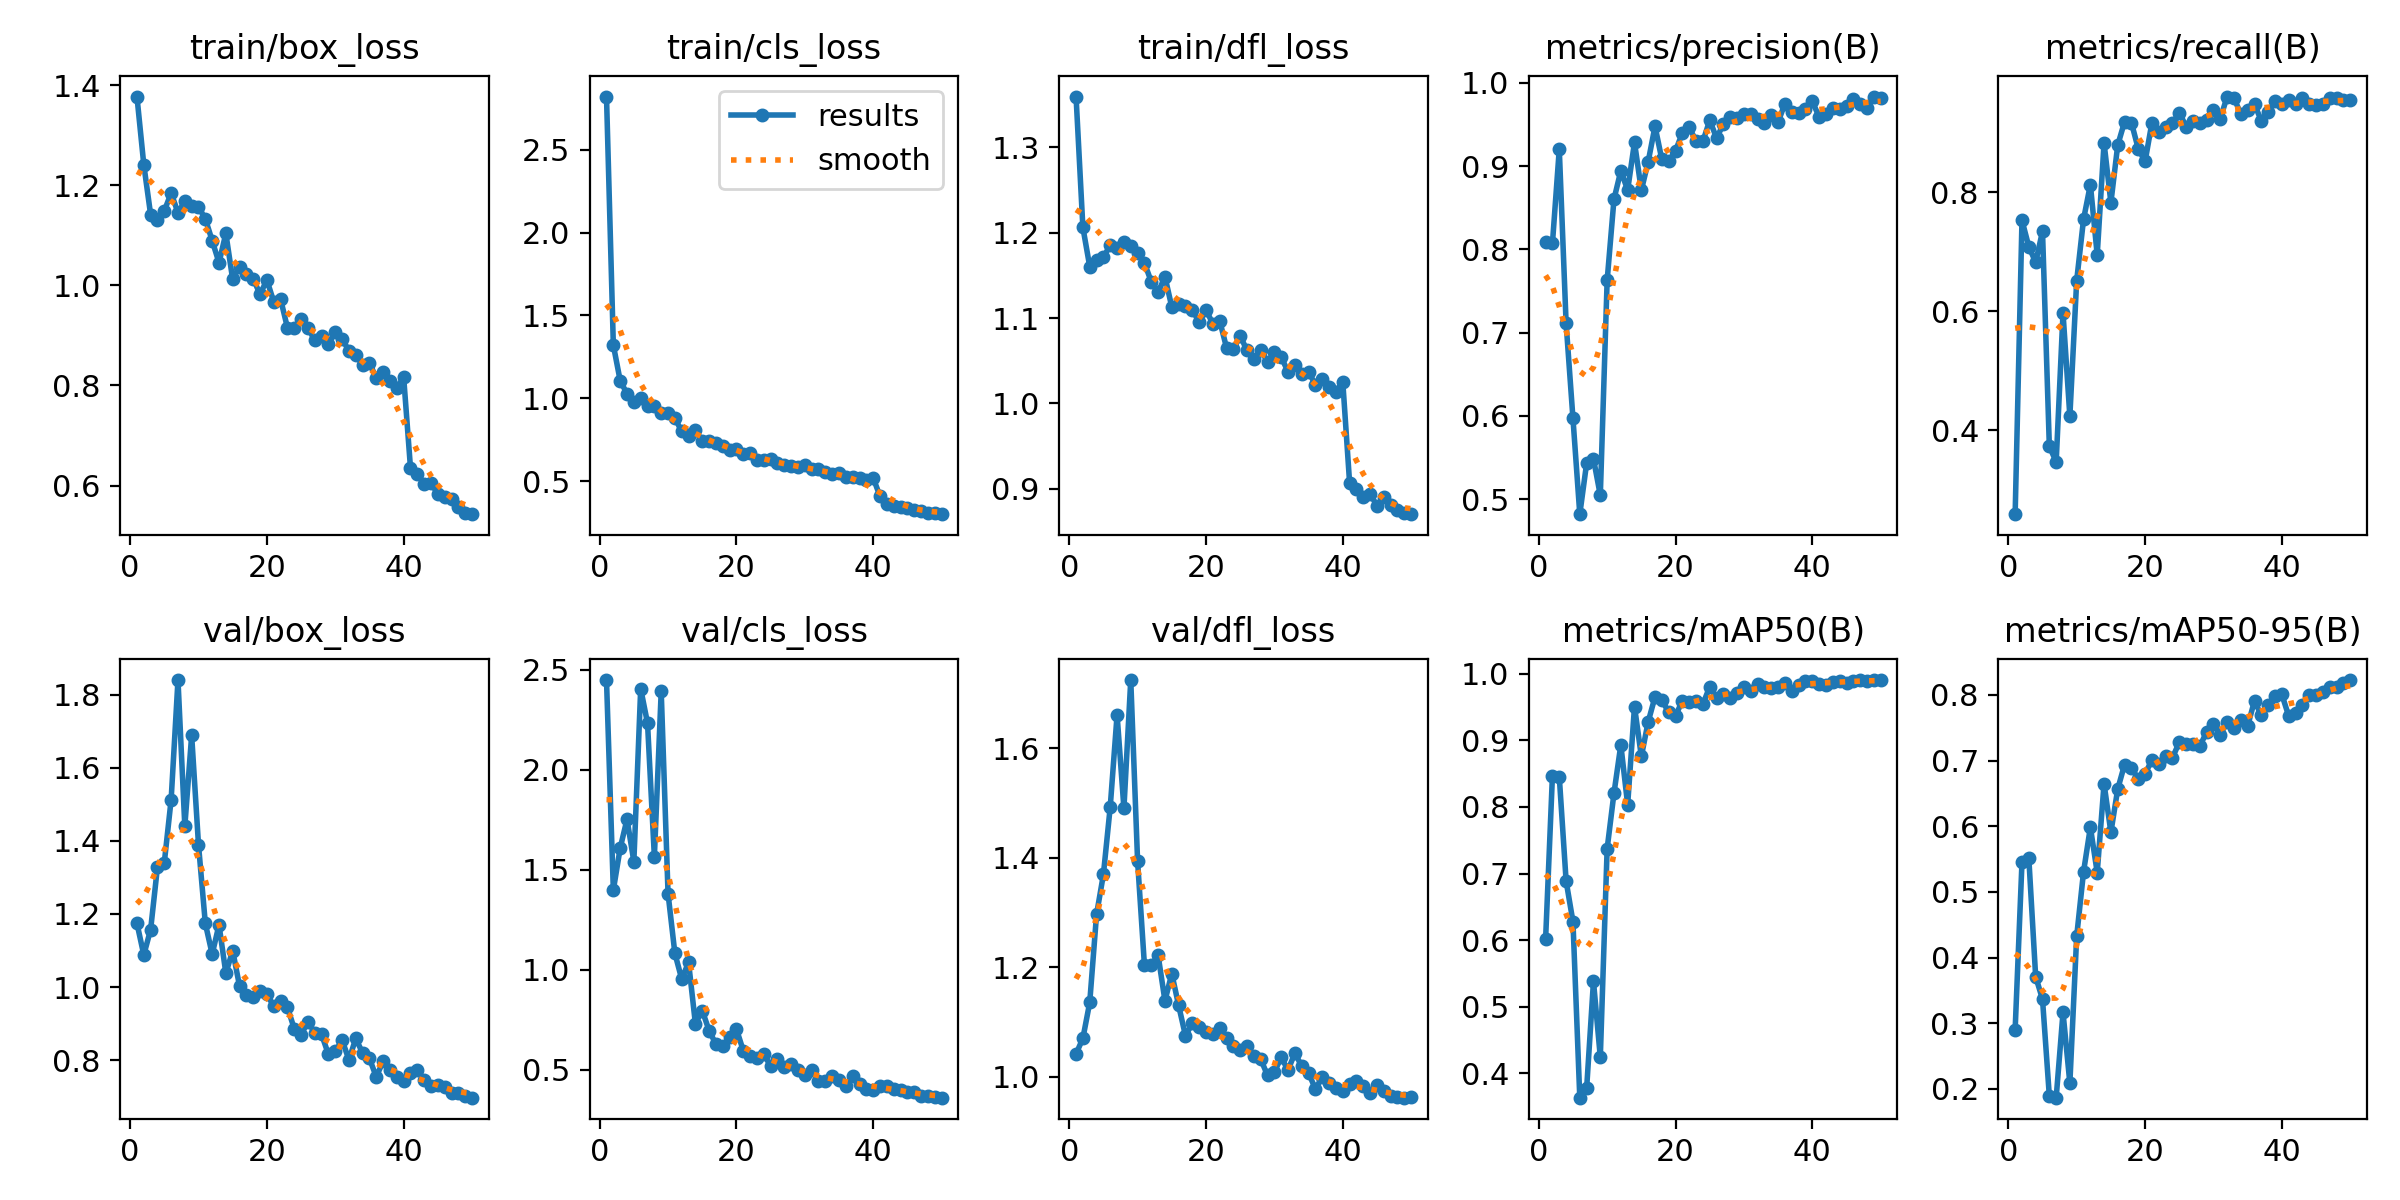 train/box_loss
train/cls_loss
train/dfl_loss
metrics/precision(B)
metrics/recall(B)
1.4
1.2
1.0
0.8
0.6
0 20 40
results
smooth
2.5
2.0
1.5
1.0
0.5
0 20 40
1.3
1.2
1.1
1.0
0.9
0 20 40
1.0
0.9
0.8
0.7
0.6
0.5
0 20 40
0.8
0.6
0.4
0 20 40
val/box_loss
val/cls_loss
val/dfl_loss
metrics/mAP50(B)
metrics/mAP50-95(B)
1.8
1.6
1.4
1.2
1.0
0.8
0 20 40
2.5
2.0
1.5
1.0
0.5
0 20 40
1.6
1.4
1.2
1.0
0 20 40
1.0
0.9
0.8
0.7
0.6
0.5
0.4
0 20 40
0.8
0.7
0.6
0.5
0.4
0.3
0.2
0 20 40